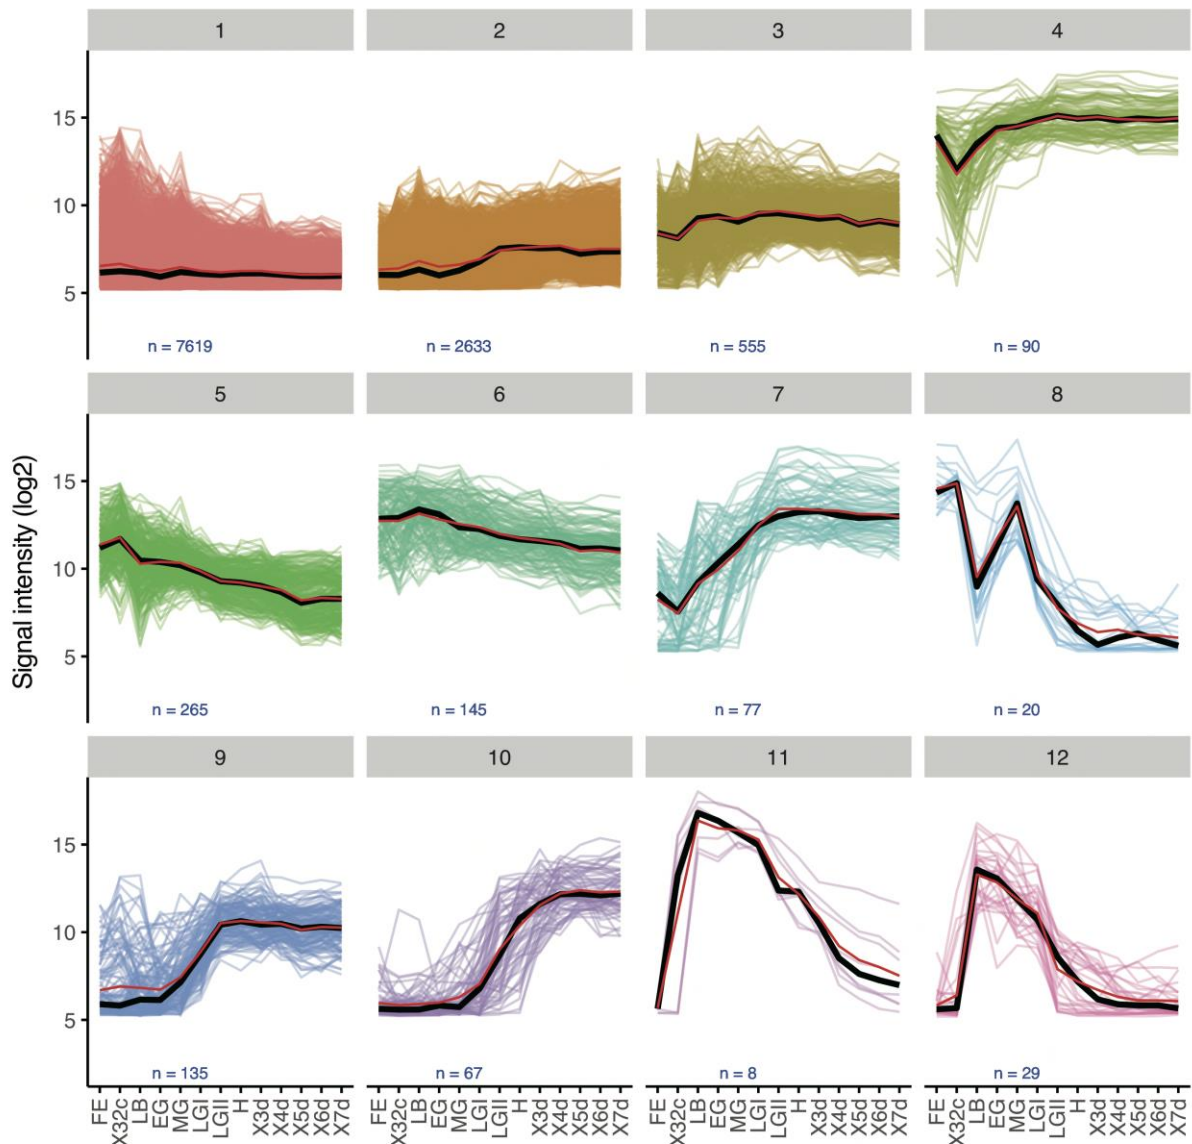 1 2 3 4
15
10
5
n = 7619 n = 2633 n = 555 n = 90
5 6 7 8
Signal intensity (log2)
15
10
5
n = 265 n = 145 n = 77 n = 20
9 10 11 12
15
10
5
n = 135 n = 67 n = 8 n = 29
FE X32c LB EG MG LGI LGII H X3d X4d X5d X6d X7d FE X32c LB EG MG LGI LGII H X3d X4d X5d X6d X7d FE X32c LB EG MG LGI LGII H X3d X4d X5d X6d X7d FE X32c LB EG MG LGI LGII H X3d X4d X5d X6d X7d